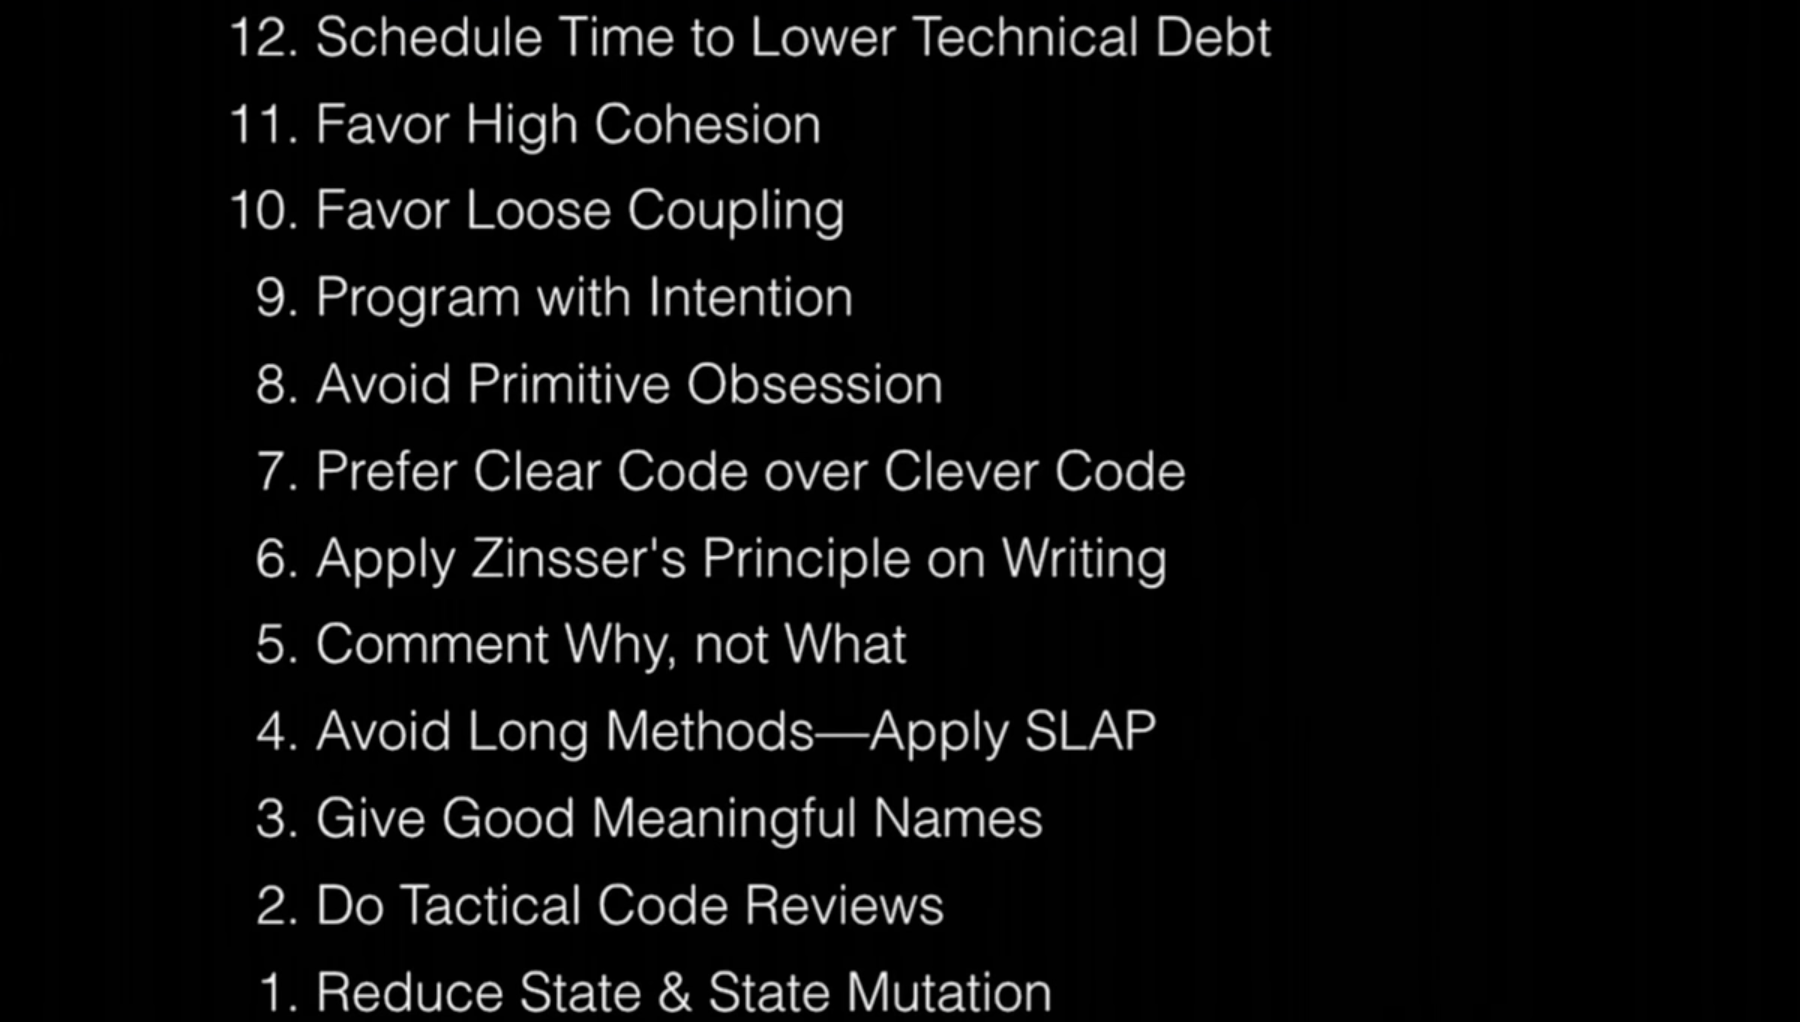 12. Schedule Time to Lower Technical Debt
11. Favor High Cohesion
10. Favor Loose Coupling
9. Program with Intention
8. Avoid Primitive Obsession
7. Prefer Clear Code over Clever Code
6. Apply Zinsser's Principle on Writing
5. Comment Why, not What
4. Avoid Long Methods—Apply SLAP
3. Give Good Meaningful Names
2. Do Tactical Code Reviews
1. Reduce State & State Mutation